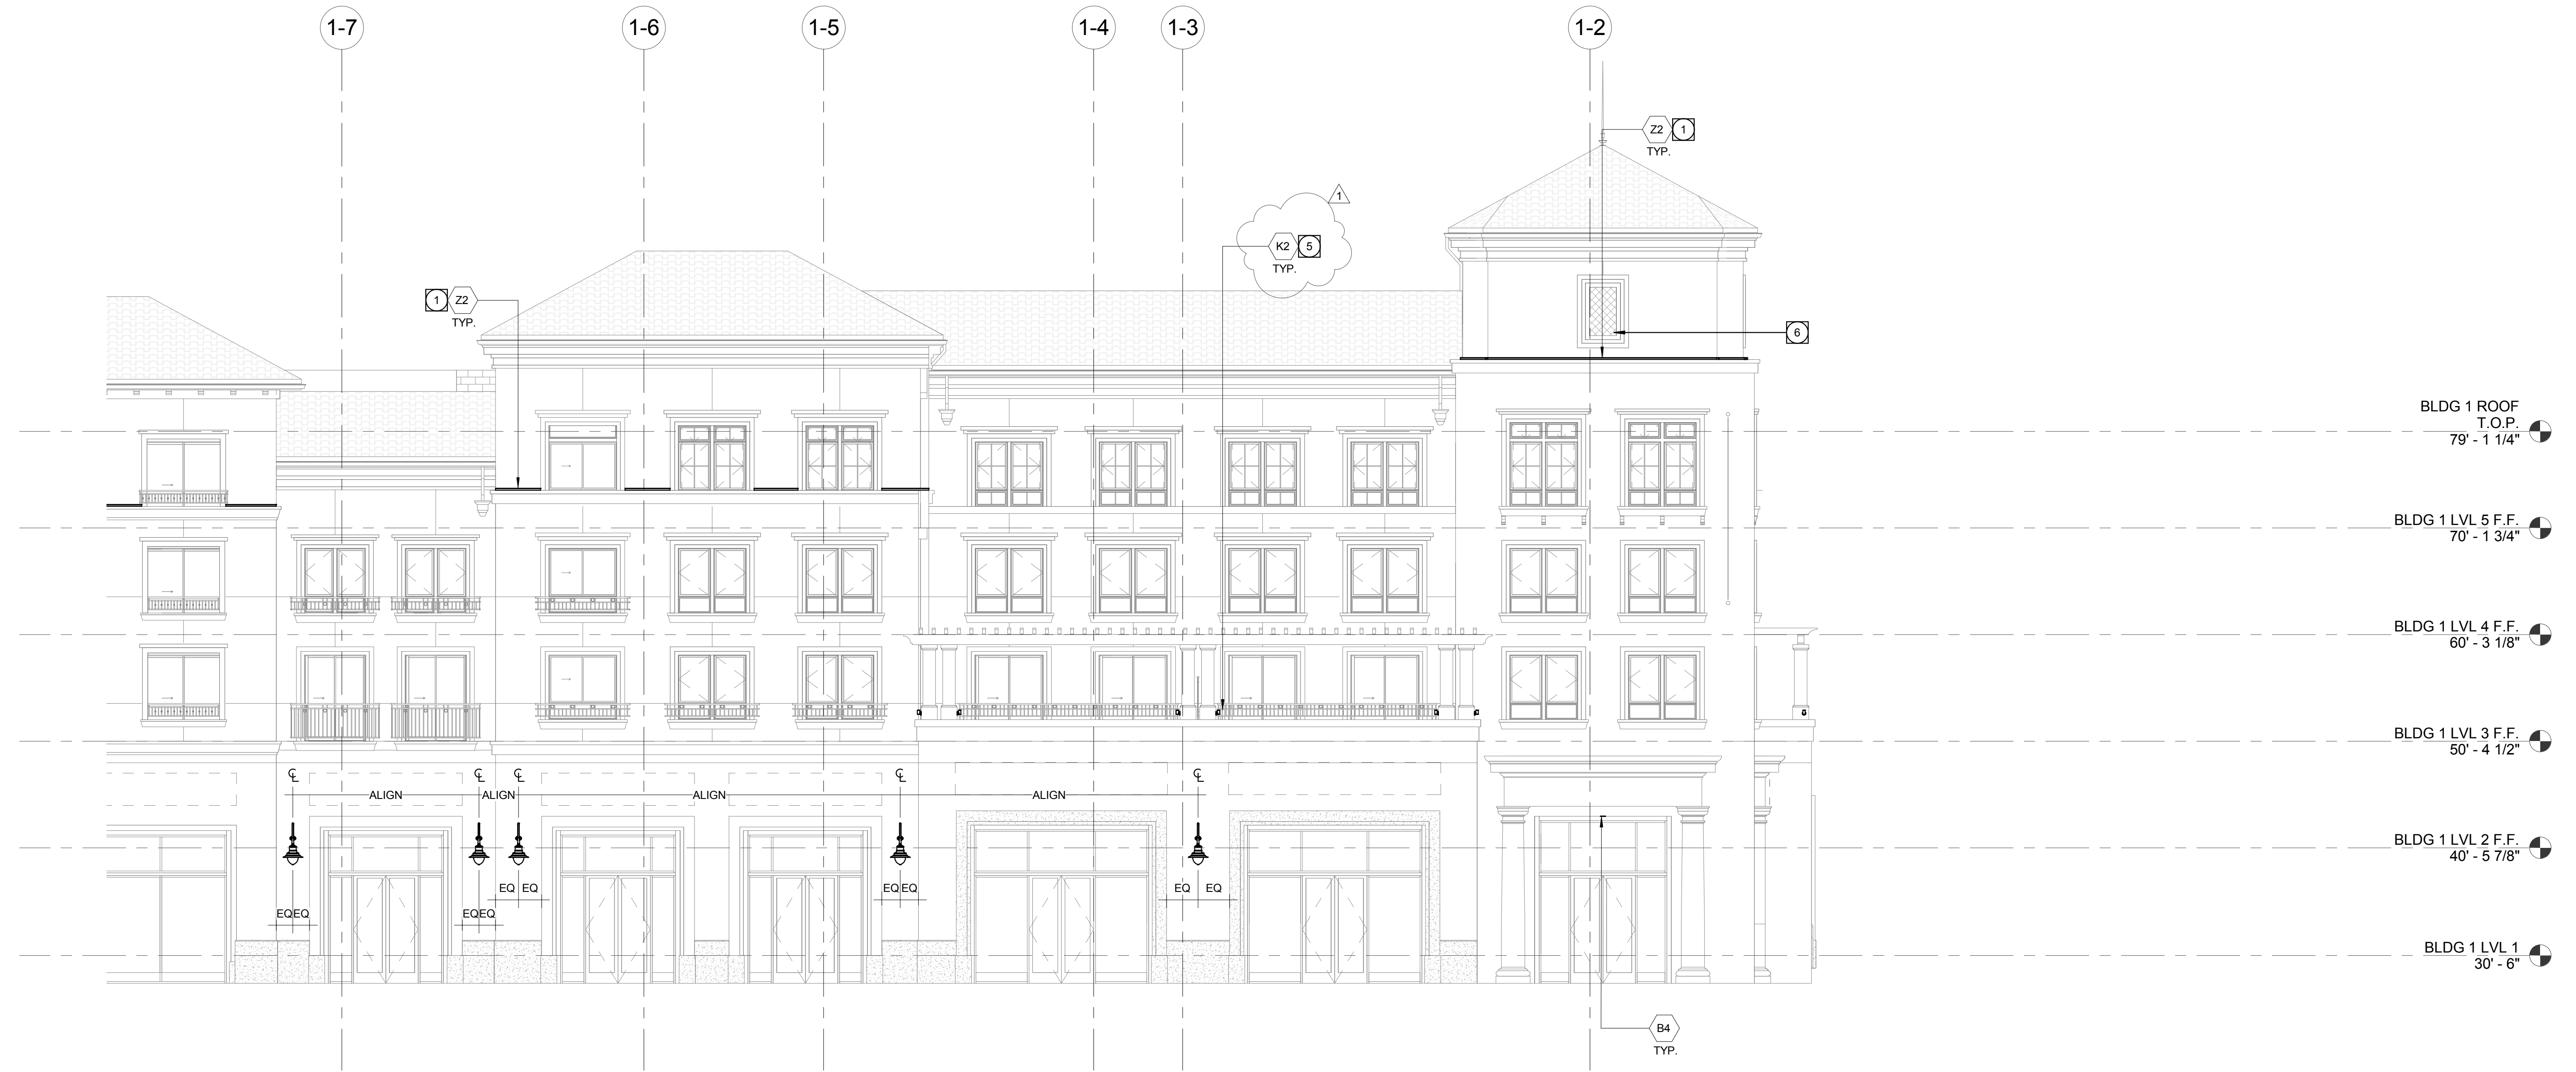 1-7
1-6
1-5
1-4
1-3
1-2
Z2 1
TYP.
1
K2 5
TYP.
1 Z2
TYP.
6
BLDG 1 ROOF
T.O.P.
79' - 1 1/4"
BLDG 1 LVL 5 F.F.
70' - 1 3/4"
BLDG 1 LVL 4 F.F.
60' - 3 1/8"
BLDG 1 LVL 3 F.F.
50' - 4 1/2"
℄ ℄ ℄ ℄ ℄
ALIGN ALIGN ALIGN ALIGN
BLDG 1 LVL 2 F.F.
40' - 5 7/8"
EQ EQ EQ EQ EQ EQ
EQ EQ EQ EQ
BLDG 1 LVL 1
30' - 6"
B4
TYP.